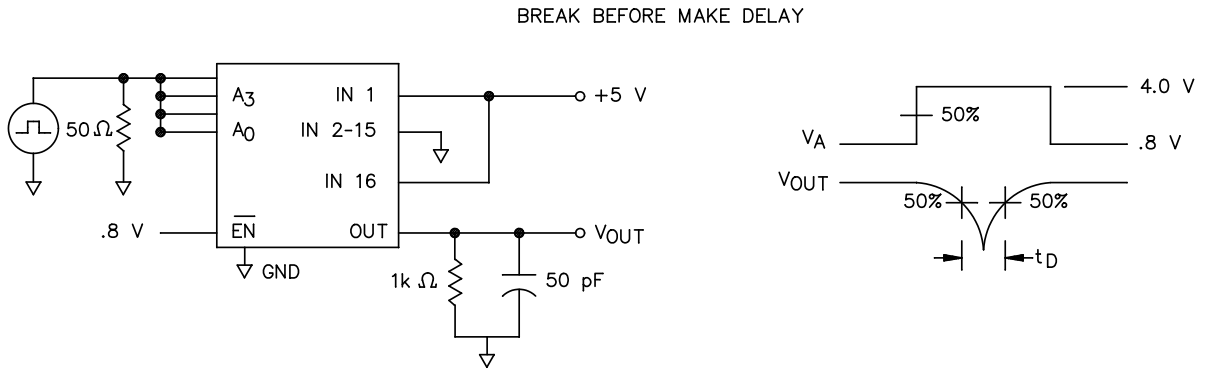 BREAK BEFORE MAKE DELAY
50Ω
A3
A0
IN 1
IN 2-15
IN 16
+5 V
.8 V
EN
OUT
VOUT
GND
1k Ω
50 pF
4.0 V
50%
VA
.8 V
VOUT
50%
50%
tD